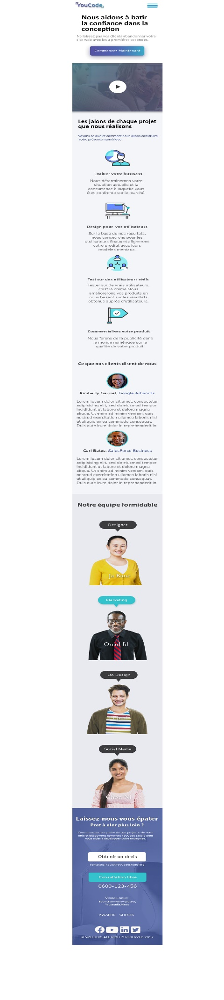 YouCode
Nous aidons à batir
la confiance dans la
conception
Ne laissez pas vos clients abandonner votre
site web avec les 3 premières secondes.
Commencez Maintenant
Les jalons de chaque projet
que nous réalisons
Voyons ce que et comment nous allons construire
votre présence numérique
Evaluer votre business
Nous déterminerons votre
situation actuelle et la
concurrence à laquelle vous
êtes confronté sur le marché.
Design pour vos utilisateurs
Sur la base de nos résultats,
nous concevrons pour les
utulisateurs finaux et alignerons
votre prodiut avec leurs
modéles mentaux.
Test sur des utilisateurs réels
Tester sur de vrais utilisateurs,
c'est la créme.Nous
améliorerons vos produits en
nous basant sur les résultats
obtenus auprés d'utilisateurs.
Commercialisez votre produit
Nous ferons de la publicité dans
le monde numérique sur la
qualité de votre produit.
Ce que nos clients disent de nous
Kimberly Garrret, Google Adwords
Lorem ipsum dolor sit amet, consectetur
adipisicing elit, sed do eiusmod tempor
incididunt ut labore et dolore magna
aliqua. Ut enim ad minim veniam, quis
nostrud exercitation ullamco laboris nisi
ut aliquip ex ea commodo consequat.
Duis aute irure dolor in reprehenderit in
Carl Bates, SalesForce Business
Lorem ipsum dolor sit amet, consectetur
adipisicing elit, sed do eiusmod tempor
incididunt ut labore et dolore magna
aliqua. Ut enim ad minim veniam, quis
nostrud exercitation ullamco laboris nisi
ut aliquip ex ea commodo consequat.
Duis aute irure dolor in reprehenderit in
Notre équipe formidable
Designer
Ja Bane
Marketing
Ouad Id
UX Design
Social Media
Chou Ni
Laissez-nous vous épater
Pret à aler plus loin ?
Commencons par parler de votr projet ou de votre
idée et découvrons comment YouCode Studio peut
vous aider à développer votre entreprise.
Obtenir un devis
contactez-nous@YouCodeStudio.org
Consultation libre
0600-123-456
Visitez-nous:
Boulverad moulay youssef,
Youssoufia.Maroc
AWARDS CLIENTS
© WSTUDIO ALL RIGHTS RESERVED 2017